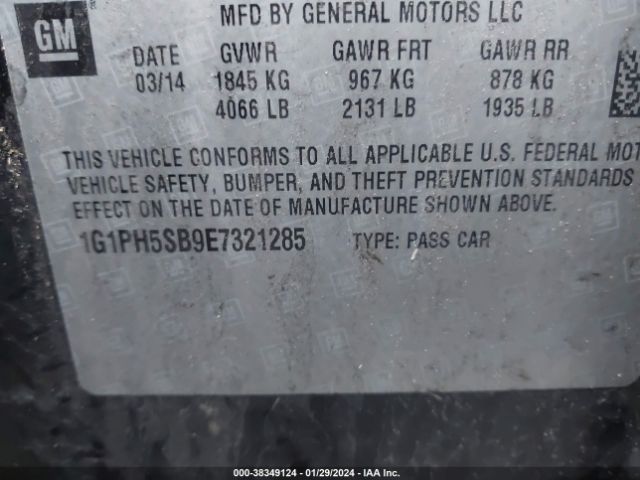 MFD BY GENERAL MOTORS LLC
GM
DATE GVWR GAWR FRT GAWR RR
03/14 1845 KG 967 KG 878 KG
4066 LB 2131 LB 1935 LB
THIS VEHICLE CONFORMS TO ALL APPLICABLE U.S. FEDERAL MOT
VEHICLE SAFETY, BUMPER, AND THEFT PREVENTION STANDARDS
EFFECT ON THE DATE OF MANUFACTURE SHOWN ABOVE.
1G1PH5SB9E7321285 TYPE: PASS CAR
000-38349124 - 01/29/2024 - IAA Inc.